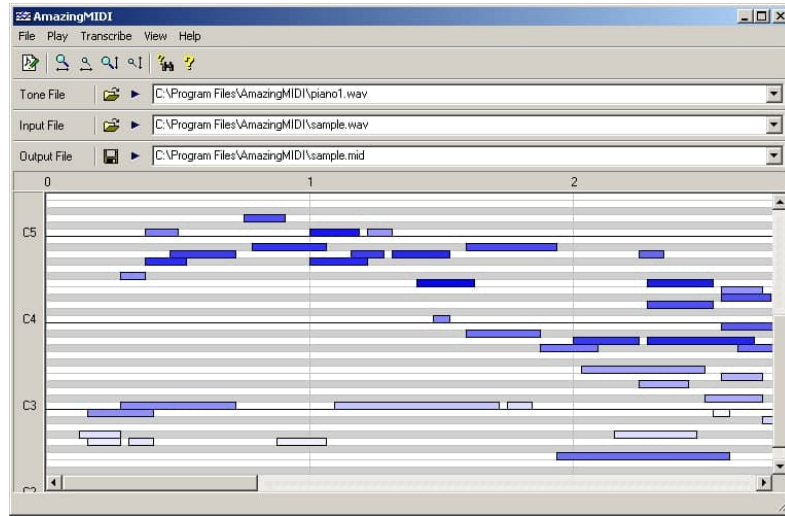 AmazingMIDI
File Play Transcribe View Help
Tone File C:\Program Files\AmazingMIDI\piano1.wav
Input File C:\Program Files\AmazingMIDI\sample.wav
Output File C:\Program Files\AmazingMIDI\sample.mid
0 1 2
C5
C4
C3
C2